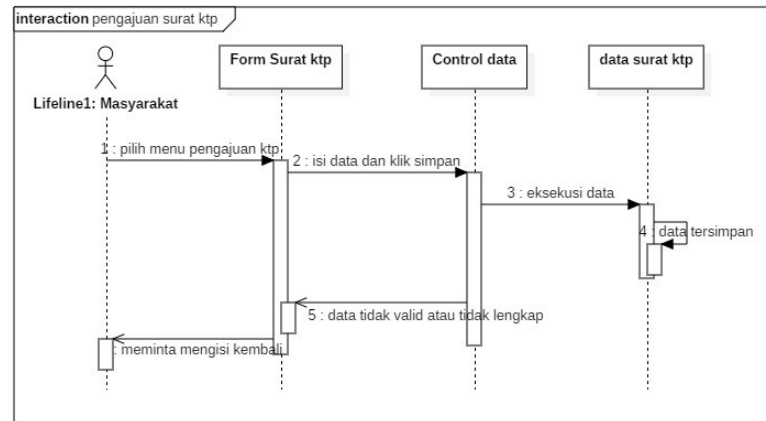 interaction pengajuan surat ktp
Form Surat ktp
Control data
data surat ktp
Lifeline1: Masyarakat
1 : pilih menu pengajuan ktp
2 : isi data dan klik simpan
3 : eksekusi data
4 : data tersimpan
5 : data tidak valid atau tidak lengkap
: meminta mengisi kembali